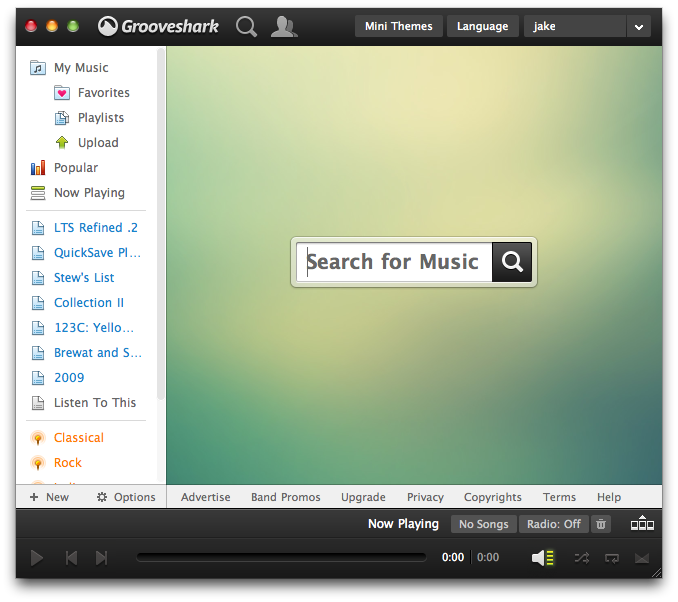 Grooveshark
Mini Themes
Language
jake
My Music
Favorites
Playlists
Upload
Popular
Now Playing
LTS Refined .2
QuickSave Pl...
Stew's List
Collection II
123C: Yello...
Brewat and S...
2009
Listen To This
Classical
Rock
Search for Music
New
Options
Advertise
Band Promos
Upgrade
Privacy
Copyrights
Terms
Help
Now Playing
No Songs
Radio: Off
0:00
0:00